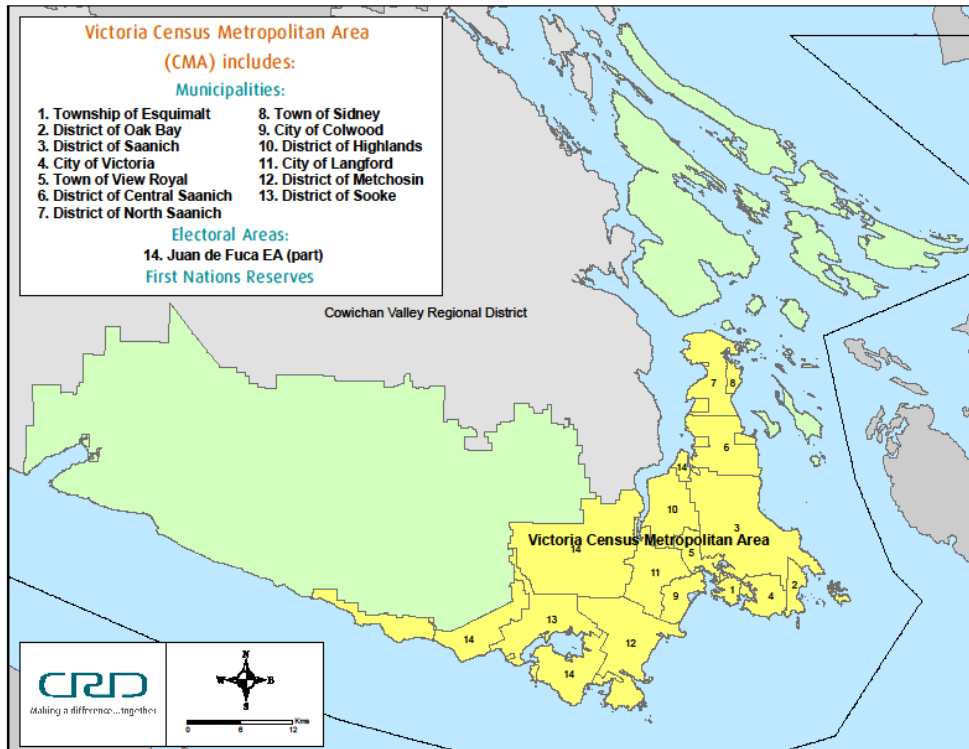 Victoria Census Metropolitan Area
(CMA) includes:
Municipalities:
1. Township of Esquimalt
2. District of Oak Bay
3. District of Saanich
4. City of Victoria
5. Town of View Royal
6. District of Central Saanich
7. District of North Saanich
8. Town of Sidney
9. City of Colwood
10. District of Highlands
11. City of Langford
12. District of Metchosin
13. District of Sooke
Electoral Areas:
14. Juan de Fuca EA (part)
First Nations Reserves
Cowichan Valley Regional District
7
8
6
14
10
3
Victoria Census Metropolitan Area
14
5
11
9
1
4
2
13
14
12
14
CRD
Making a difference...together
N
W
E
S
Kms
0
6
12